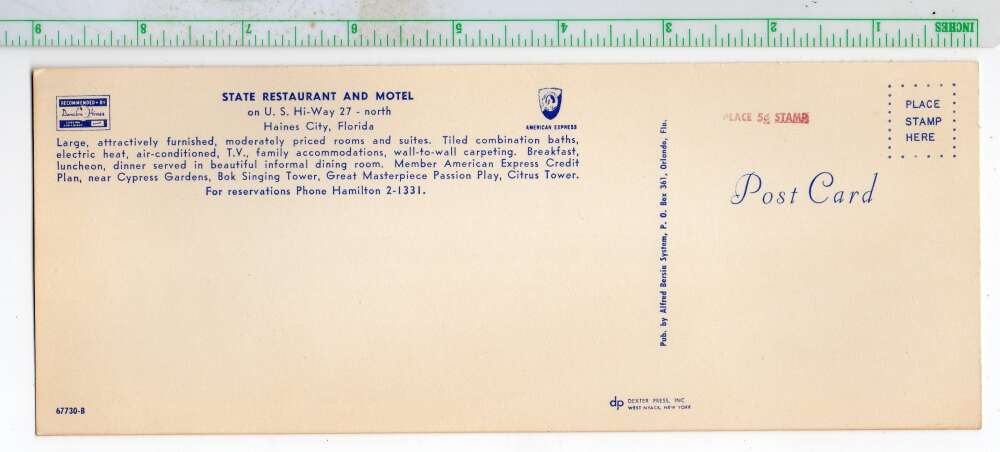 INCHES 1 2 3 4 5 6 7 8 9
RECOMMENDED · BY
Duncan Hines
STATE RESTAURANT AND MOTEL
on U. S. Hi-Way 27 - north
Haines City, Florida
AMERICAN EXPRESS
Large, attractively furnished, moderately priced rooms and suites. Tiled combination baths,
electric heat, air-conditioned, T.V., family accommodations, wall-to-wall carpeting. Breakfast,
luncheon, dinner served in beautiful informal dining room. Member American Express Credit
Plan, near Cypress Gardens, Bok Singing Tower, Great Masterpiece Passion Play, Citrus Tower.
For reservations Phone Hamilton 2-1331.
67730-B
Pub. by Alfred Bersin System, P. O. Box 361, Orlando, Fla.
dp DEXTER PRESS, INC
WEST NYACK, NEW YORK
PLACE 5¢ STAMP
PLACE
STAMP
HERE
Post Card